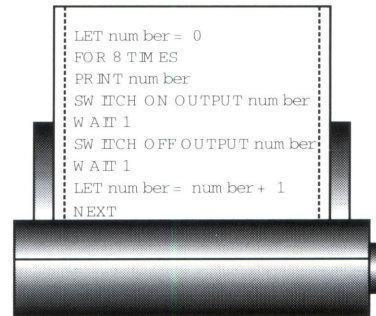 LET number = 0
FOR 8 TIMES
PRINT number
SWITCH ON OUTPUT number
WAIT 1
SWITCH OFF OUTPUT number
WAIT 1
LET number = number + 1
NEXT